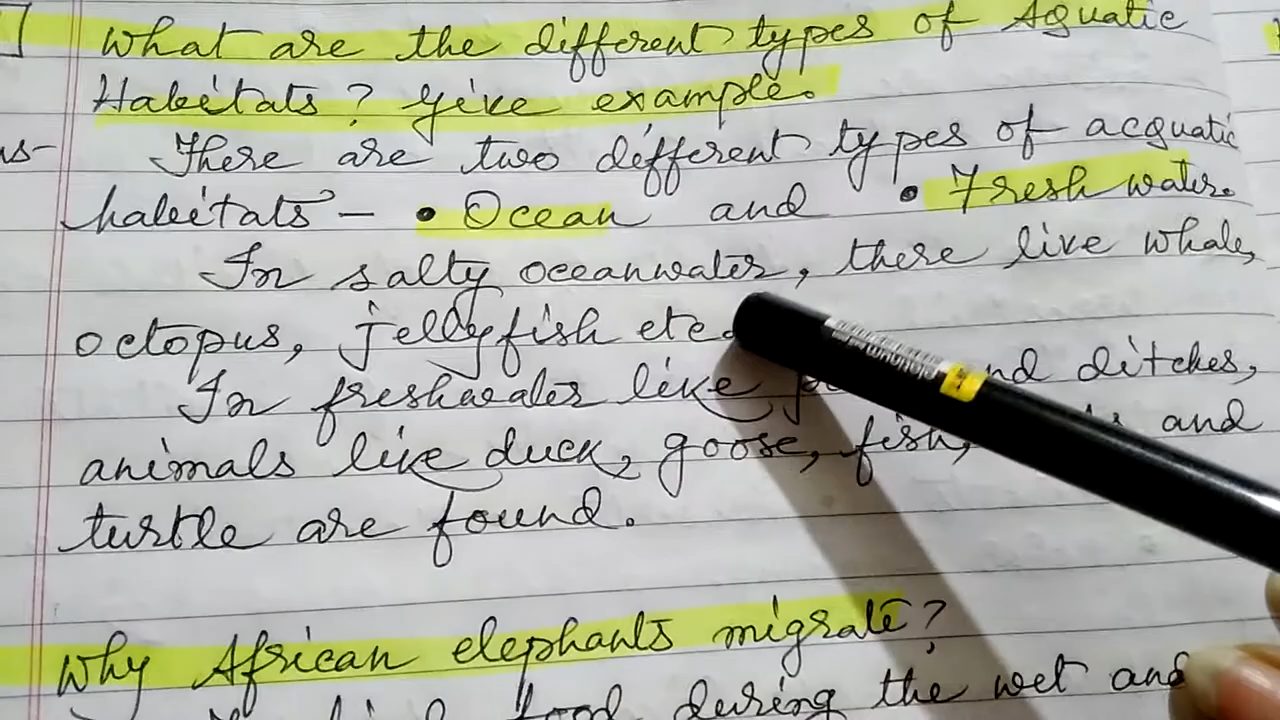 What are the different types of Aquatic
Habitats? Give example.
ns- There are two different types of acquatic
habitats - • Ocean and • Fresh water.
In salty oceanwater, there live whale,
octopus, jellyfish etc
In freshwater like nd ditches,
animals like duck, goose, fish, and
turtle are found.
Why African elephants migrate?
food during the wet and